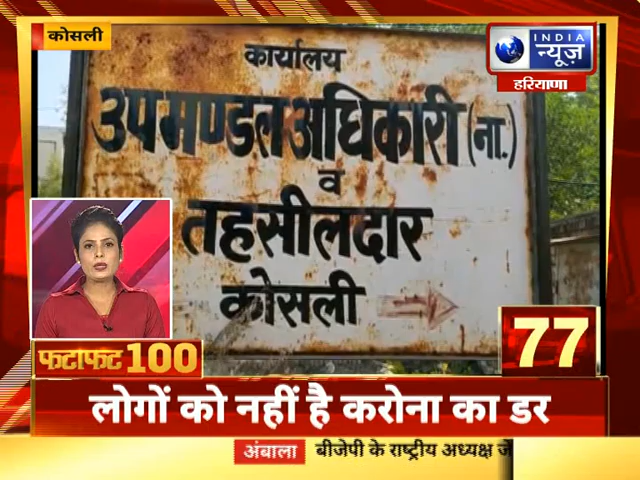 कोसली
INDIA
न्यूज़
हरियाणा
कार्यालय
उपमण्डल अधिकारी (ना.)
व
तहसीलदार
कोसली
फटाफट 100
77
लोगों को नहीं है करोना का डर
अंबाला
बीजेपी के राष्ट्रीय अध्यक्ष जे